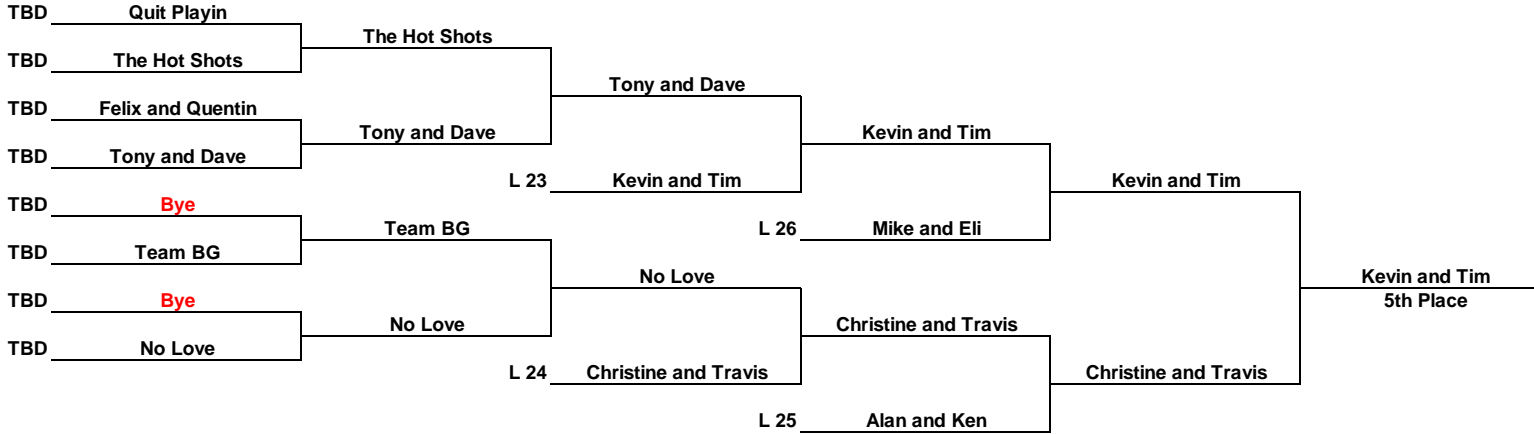 TBD Quit Playin
The Hot Shots
TBD The Hot Shots
Tony and Dave
TBD Felix and Quentin
Tony and Dave Kevin and Tim
TBD Tony and Dave
L 23 Kevin and Tim Kevin and Tim
TBD Bye
Team BG L 26 Mike and Eli
TBD Team BG
No Love Kevin and Tim
TBD Bye 5th Place
No Love Christine and Travis
TBD No Love
L 24 Christine and Travis Christine and Travis
L 25 Alan and Ken